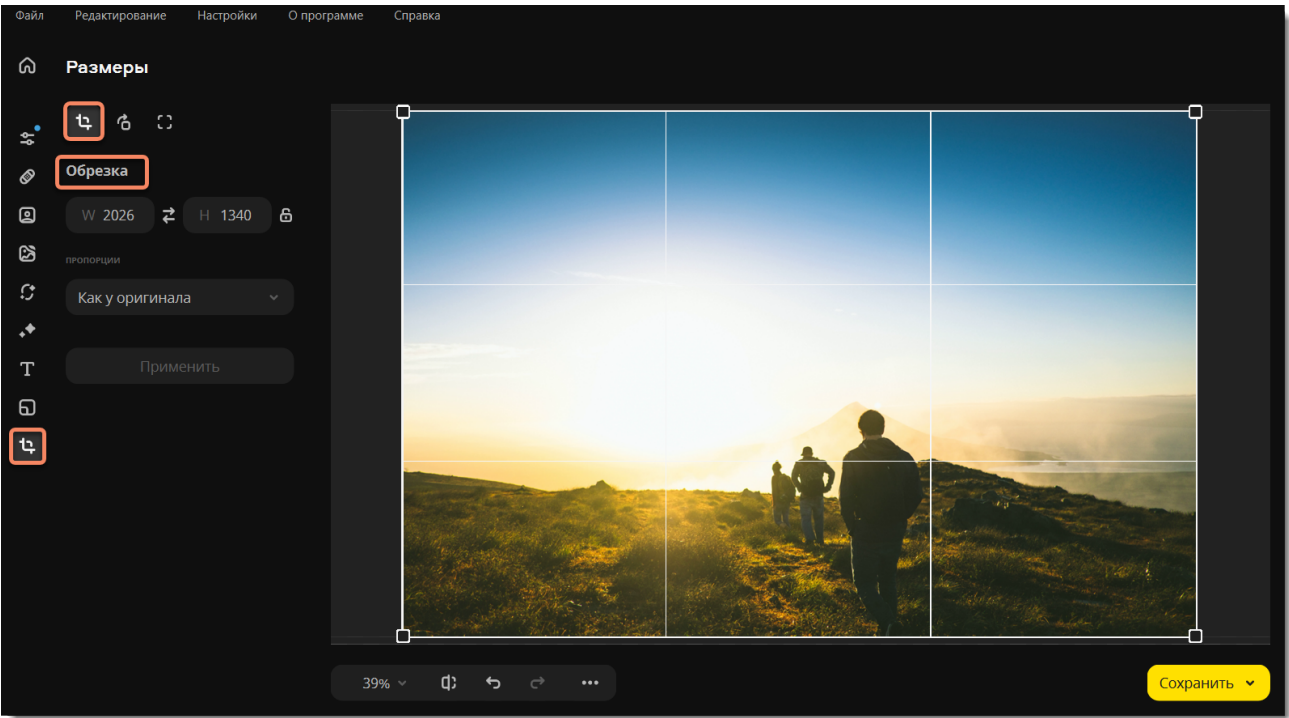 Файл Редактирование Настройки О программе Справка
Размеры
Обрезка
W 2026 H 1340
ПРОПОРЦИИ
Как у оригинала
Применить
T
39%
Сохранить